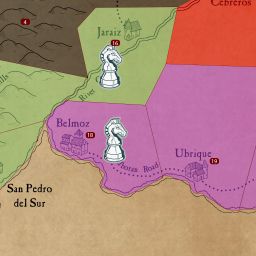 Cebreros
4
Jaraiz
16
River
Belmoz
18
Road
Ubrique
19
San Pedro
del Sur